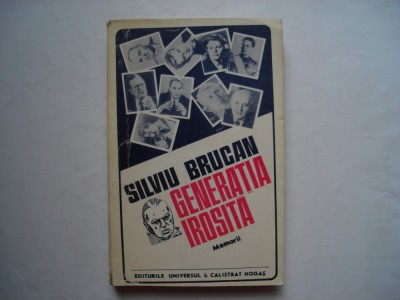 SILVIU BRUCAN
GENERAȚIA
IROSITĂ
Memorii
EDITURILE UNIVERSUL & CALISTRAT HOGAȘ